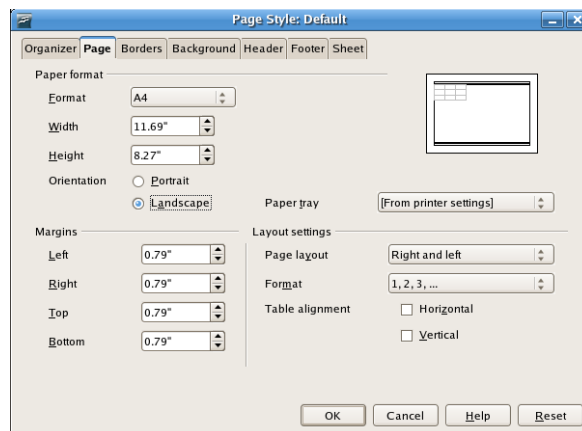 Page Style: Default
Organizer Page Borders Background Header Footer Sheet
Paper format
Format A4
Width 11.69"
Height 8.27"
Orientation Portrait
Landscape
Paper tray [From printer settings]
Margins
Left 0.79"
Right 0.79"
Top 0.79"
Bottom 0.79"
Layout settings
Page layout Right and left
Format 1, 2, 3, ...
Table alignment Horizontal
Vertical
OK Cancel Help Reset